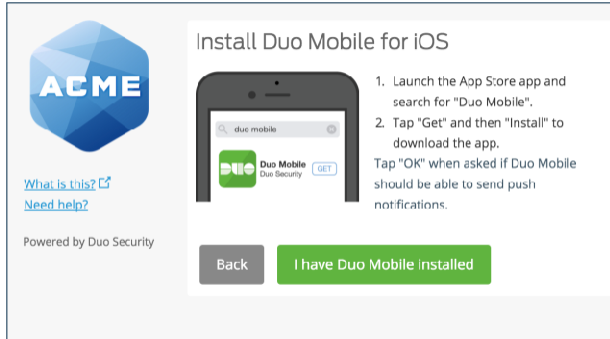 ACME
What is this?
Need help?
Powered by Duo Security
Install Duo Mobile for iOS
duo mobile
DUO
Duo Mobile
Duo Security
GET
1. Launch the App Store app and
search for "Duo Mobile".
2. Tap "Get" and then "Install" to
download the app.
Tap "OK" when asked if Duo Mobile
should be able to send push
notifications.
Back
I have Duo Mobile Installed